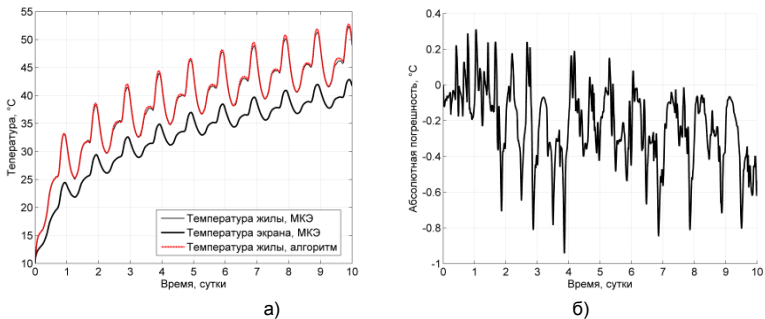 55
50
45
40
35
30
25
20
15
10
Тепература, °С
0 1 2 3 4 5 6 7 8 9 10
Время, сутки
Температура жилы, МКЭ
Температура экрана, МКЭ
Температура жилы, алгоритм
а)
0.4
0.2
0
-0.2
-0.4
-0.6
-0.8
-1
Абсолютная погрешность, °С
0 1 2 3 4 5 6 7 8 9 10
Время, сутки
б)